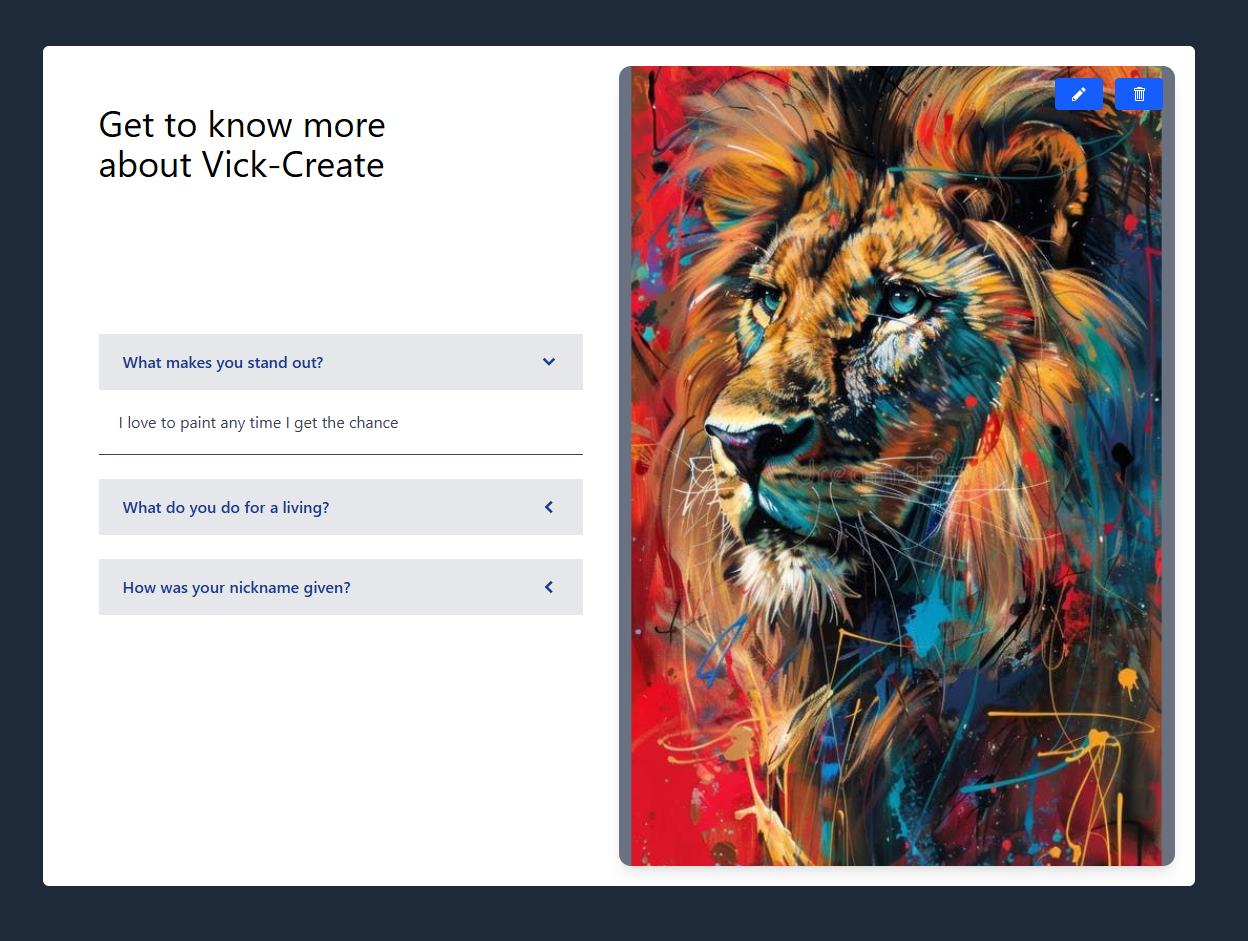 Get to know more
about Vick-Create
What makes you stand out?
I love to paint any time I get the chance
What do you do for a living?
How was your nickname given?